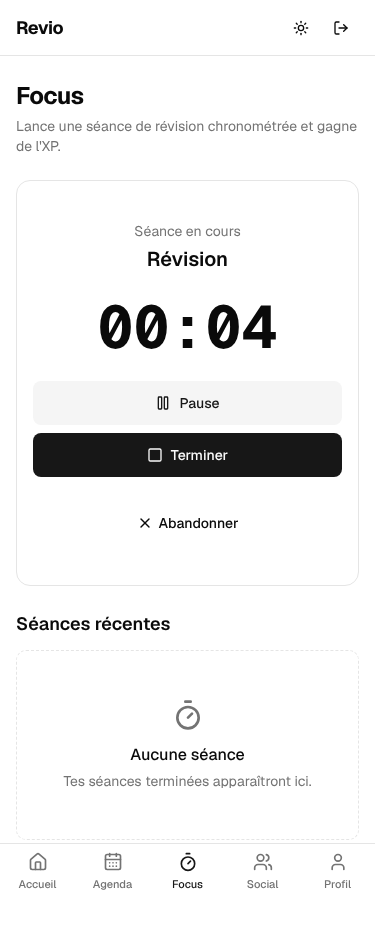 Revio
Focus
Lance une séance de révision chronométrée et gagne
de l'XP.
Séance en cours
Révision
00:04
Pause
Terminer
Abandonner
Séances récentes
Aucune séance
Tes séances terminées apparaîtront ici.
Accueil
Agenda
Focus
Social
Profil